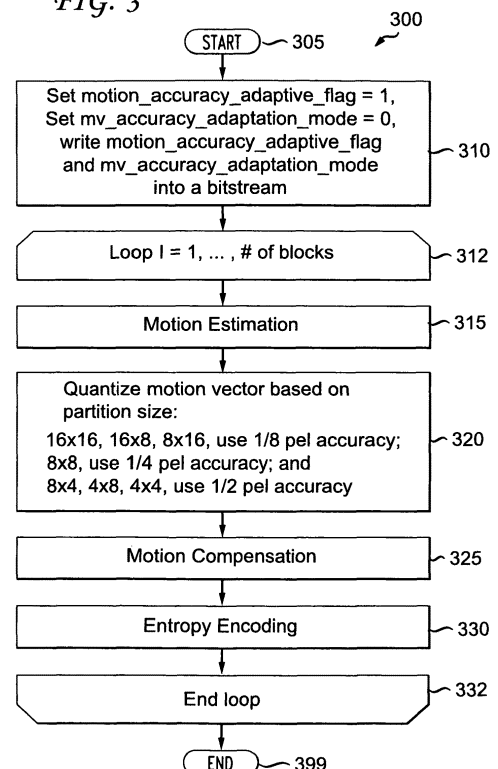 FIG. 3
300
START 305
Set motion_accuracy_adaptive_flag = 1,
Set mv_accuracy_adaptation_mode = 0,
write motion_accuracy_adaptive_flag
and mv_accuracy_adaptation_mode
into a bitstream
310
Loop I = 1, ... , # of blocks
312
Motion Estimation
315
Quantize motion vector based on
partition size:
16x16, 16x8, 8x16, use 1/8 pel accuracy;
8x8, use 1/4 pel accuracy; and
8x4, 4x8, 4x4, use 1/2 pel accuracy
320
Motion Compensation
325
Entropy Encoding
330
End loop
332
END 399